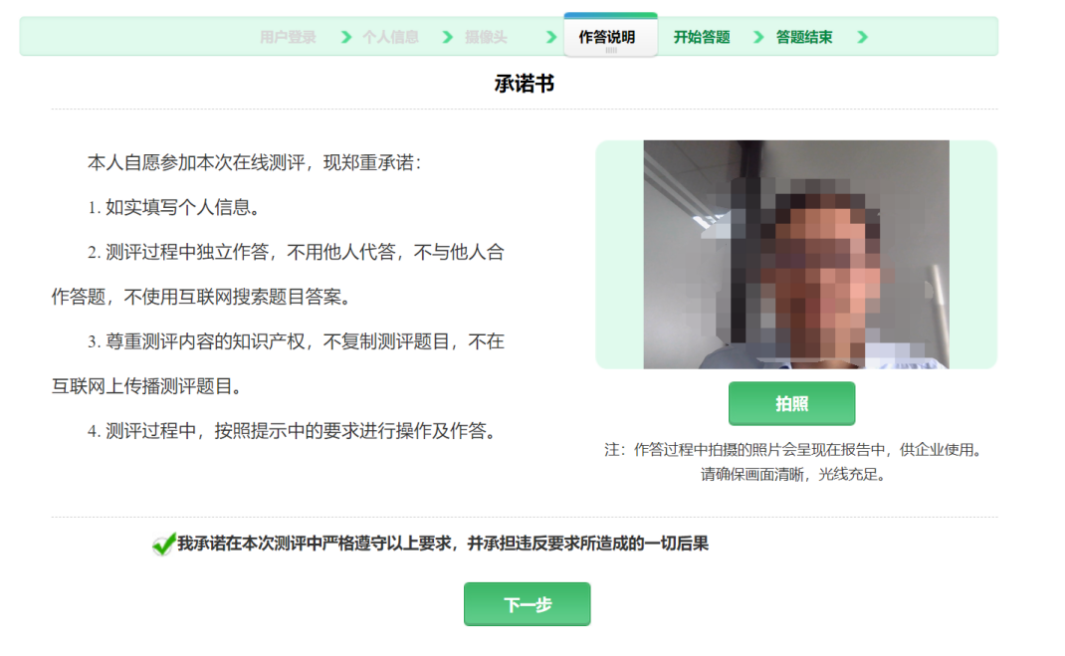 用户登录 个人信息 摄像头 作答说明 开始答题 答题结束
承诺书
本人自愿参加本次在线测评，现郑重承诺：
1. 如实填写个人信息。
2. 测评过程中独立作答，不用他人代答，不与他人合
作答题，不使用互联网搜索题目答案。
3. 尊重测评内容的知识产权，不复制测评题目，不在
互联网上传播测评题目。
4. 测评过程中，按照提示中的要求进行操作及作答。
拍照
注：作答过程中拍摄的照片会呈现在报告中，供企业使用。
请确保画面清晰，光线充足。
我承诺在本次测评中严格遵守以上要求，并承担违反要求所造成的一切后果
下一步